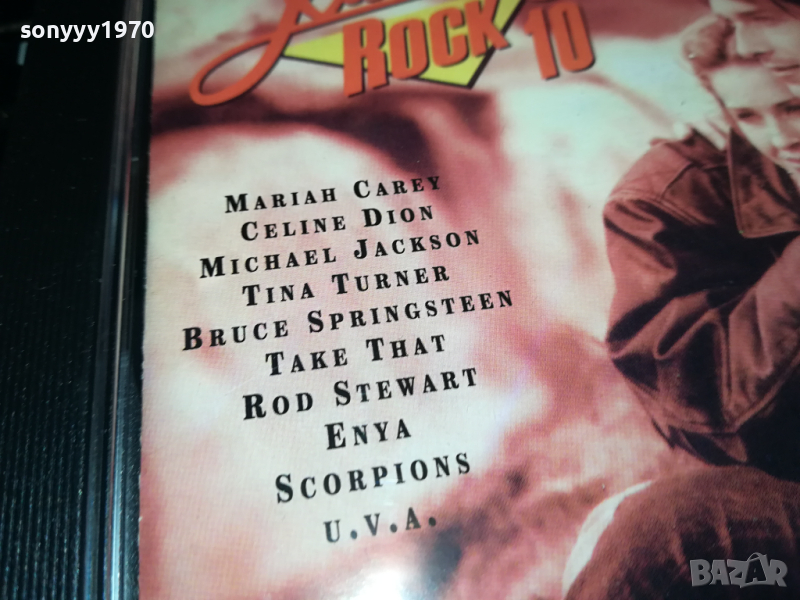 sonyyy1970
ROCK 10
MARIAH CAREY
CELINE DION
MICHAEL JACKSON
TINA TURNER
BRUCE SPRINGSTEEN
TAKE THAT
ROD STEWART
ENYA
SCORPIONS
U.V.A.
BAZAR